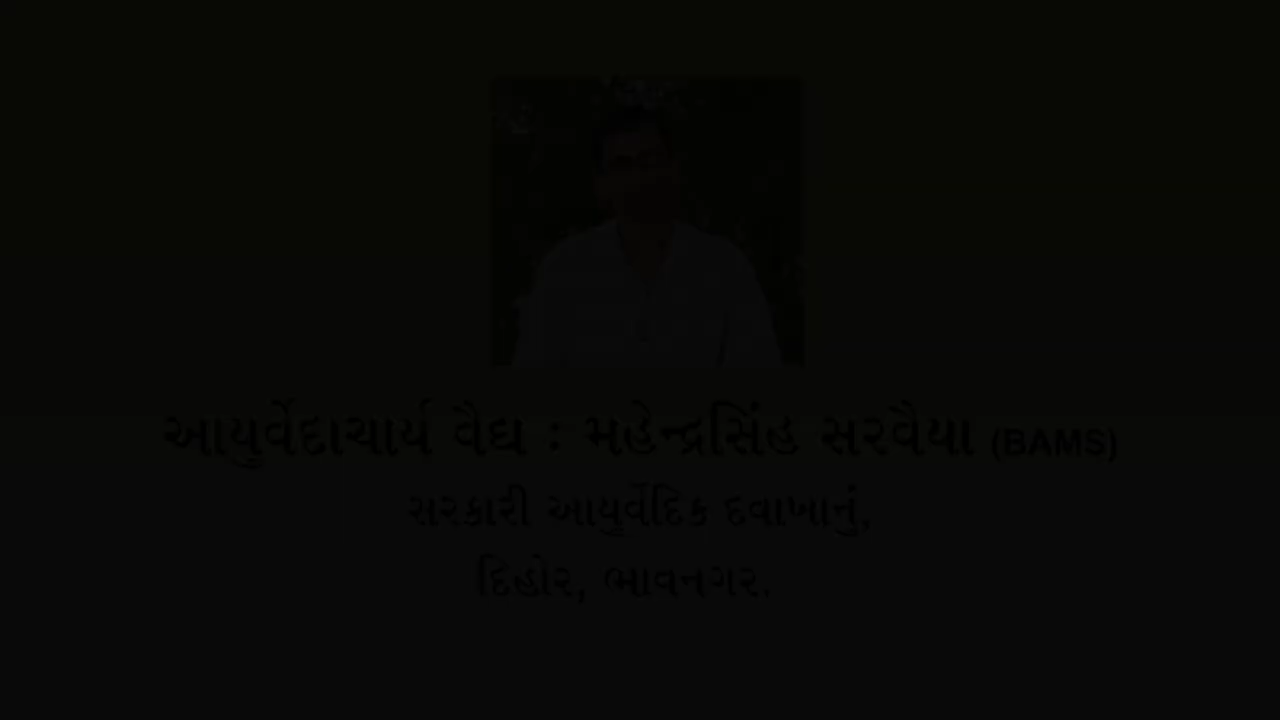 આયુર્વેદાચાર્ય વૈદ્ય : મહેન્દ્રસિંહ સરવૈયા (BAMS)
સરકારી આયુર્વેદિક દવાખાનું,
દિહોર, ભાવનગર.